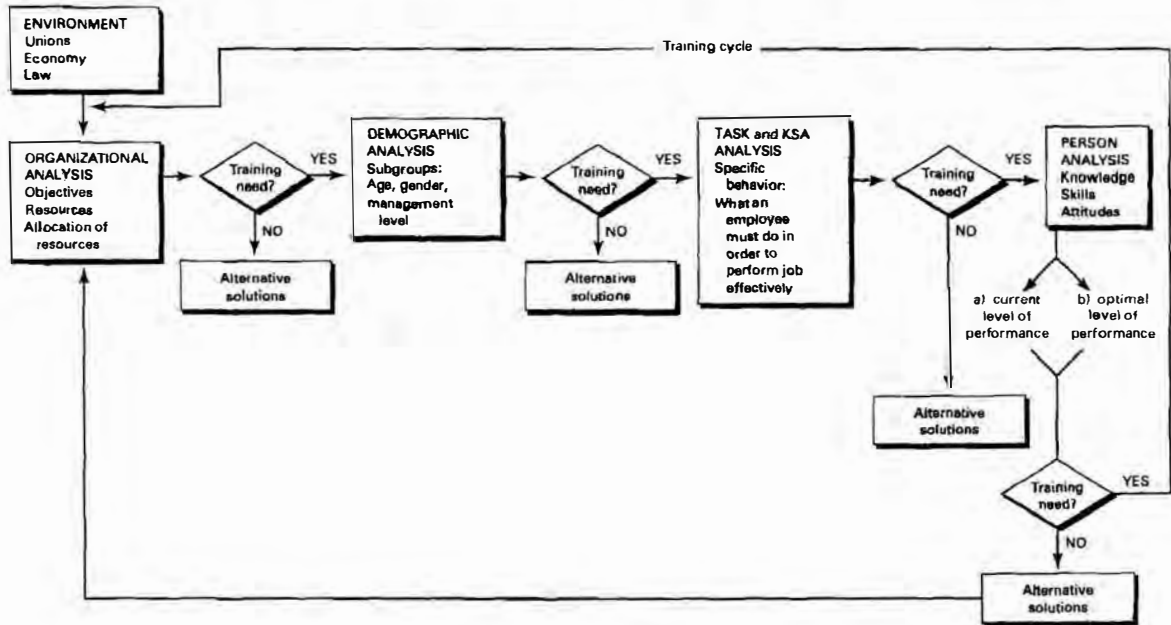 ENVIRONMENT
Unions
Economy
Law
Training cycle
ORGANIZATIONAL
ANALYSIS
Objectives
Resources
Allocation of
resources
Training
need?
YES
NO
Alternative
solutions
DEMOGRAPHIC
ANALYSIS
Subgroups:
Age, gender,
management
level
Training
need?
YES
NO
Alternative
solutions
TASK and KSA
ANALYSIS
Specific
behavior:
What an
employee
must do in
order to
perform job
effectively
Training
need?
YES
NO
Alternative
solutions
PERSON
ANALYSIS
Knowledge
Skills
Attitudes
a) current
level of
performance
b) optimal
level of
performance
Training
need?
YES
NO
Alternative
solutions